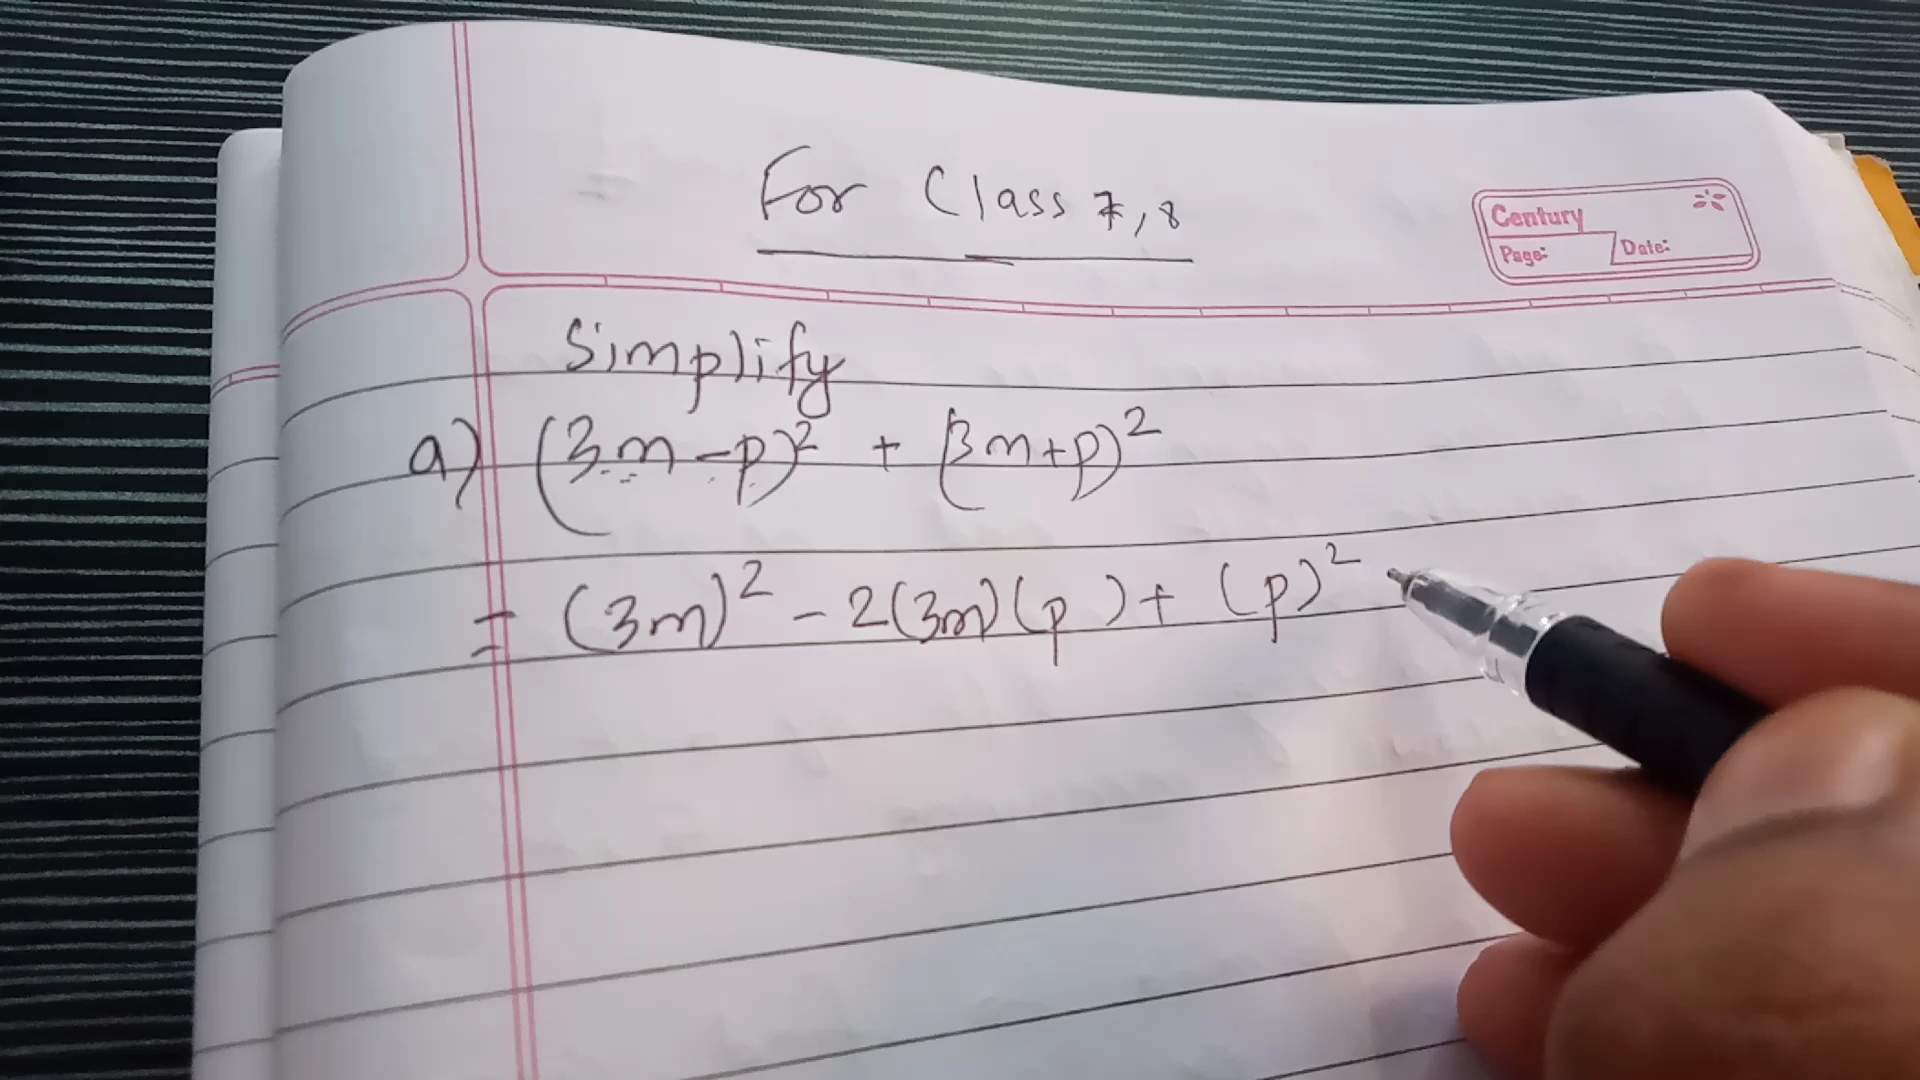 For Class 7, 8
Century
Page:
Date:
Simplify
a) (3m-p)² + (3m+p)²
= (3m)² - 2(3m)(p) + (p)²